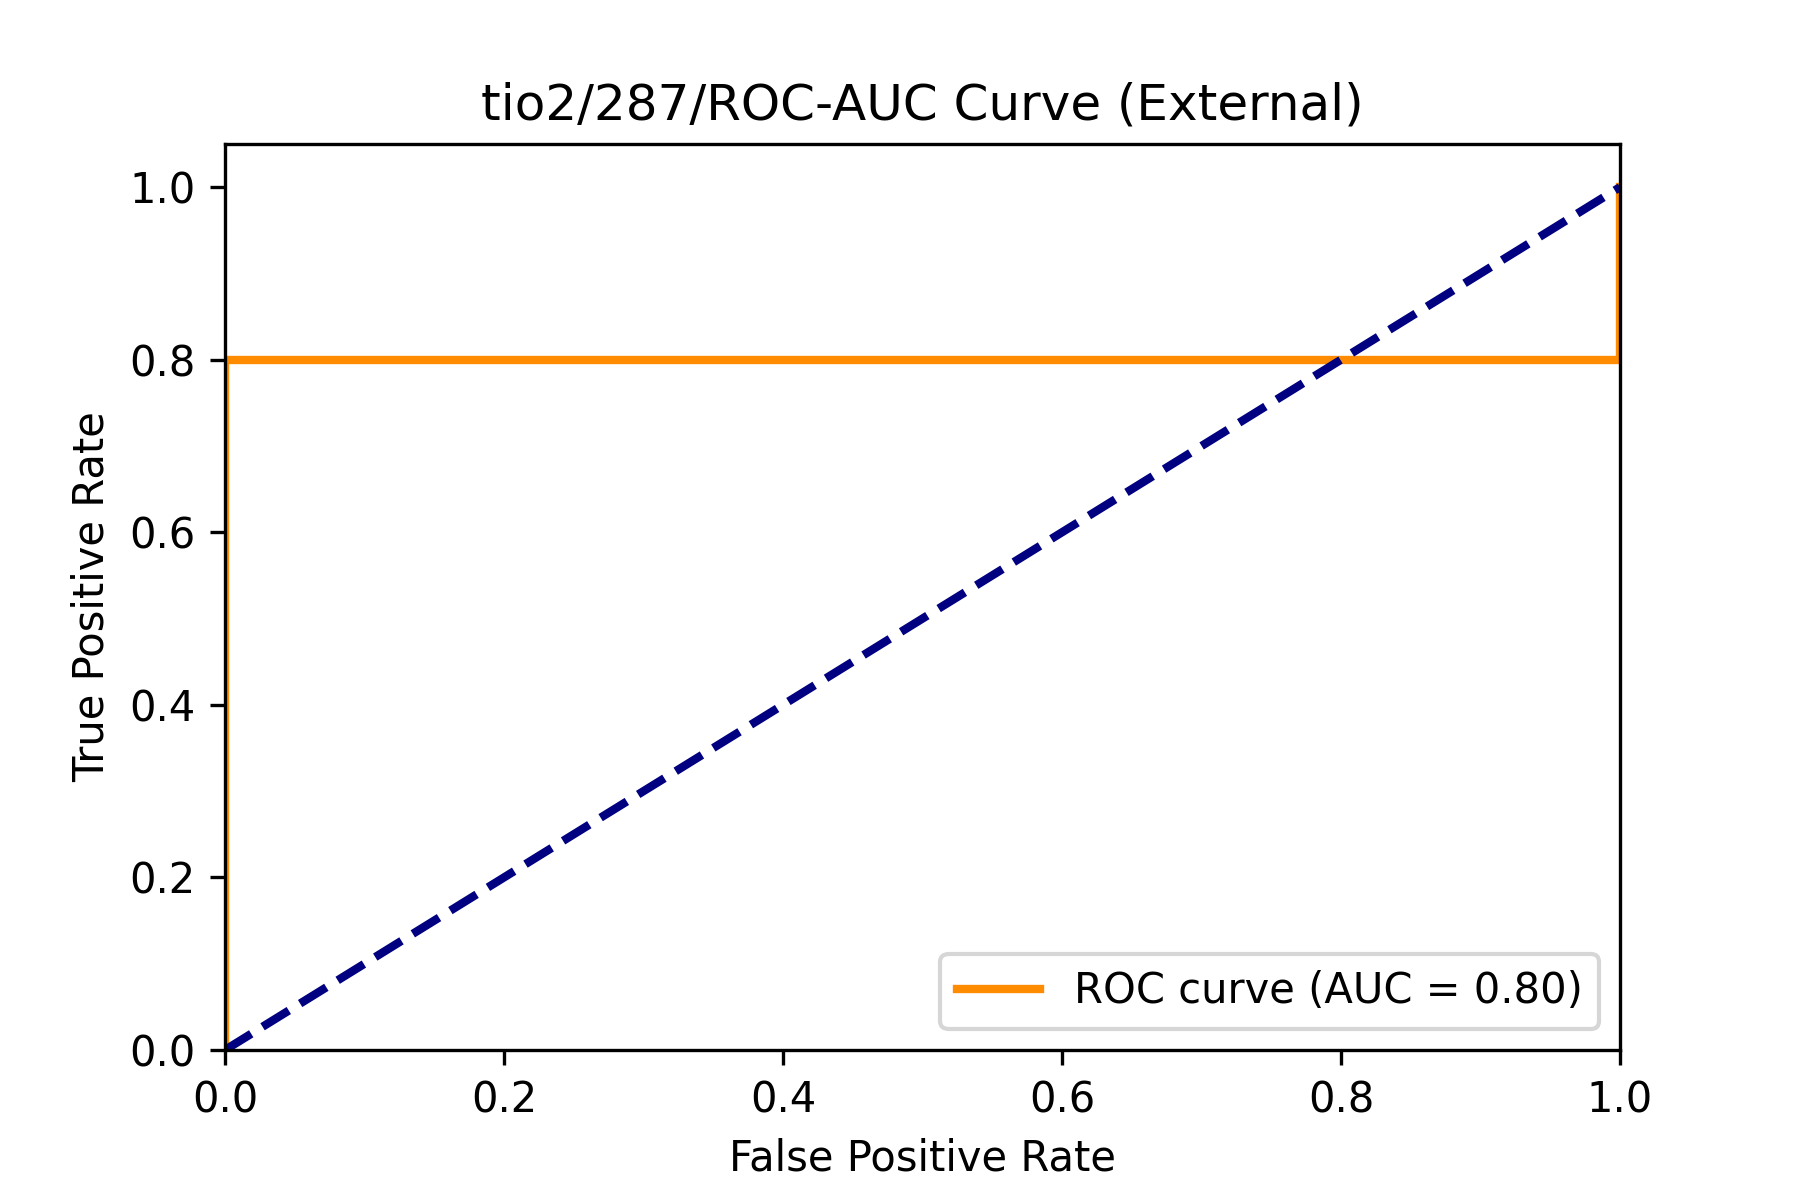 tio2/287/ROC-AUC Curve (External)
1.0
0.8
0.6
0.4
0.2
0.0
True Positive Rate
ROC curve (AUC = 0.80)
0.0 0.2 0.4 0.6 0.8 1.0
False Positive Rate